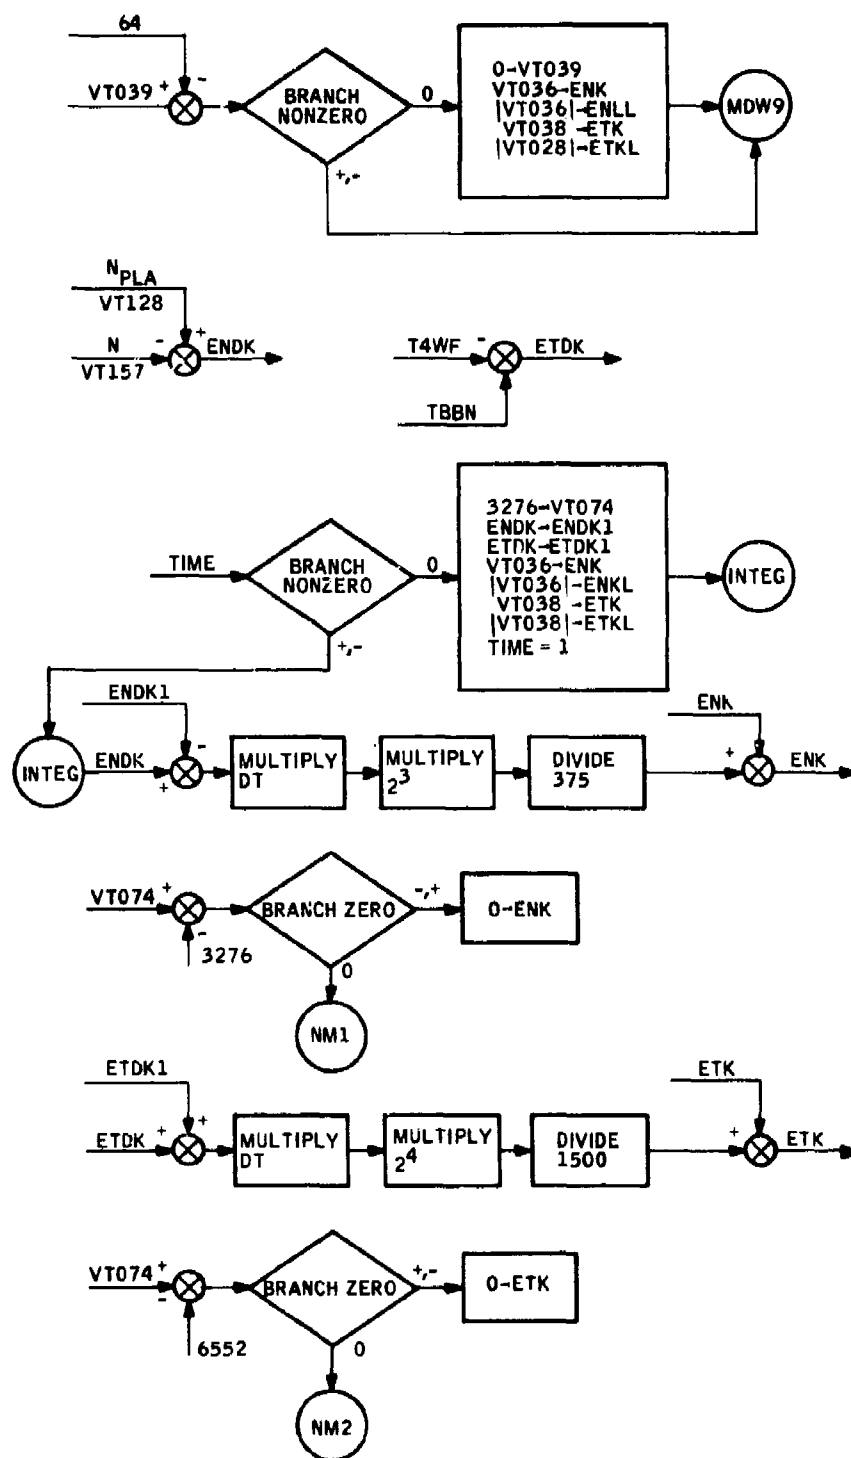 64
-
VT039 +
BRANCH
NONZERO
0
+,-
0→VT039
VT036→ENK
|VT036|→ENLL
VT038→ETK
|VT028|→ETKL
MDW9
NPLA
VT128
+
-
N
VT157
ENDK
T4WF
-
ETDK
TBBN
TIME
BRANCH
NONZERO
0
+,-
3276→VT074
ENDK→ENDK1
ETDK→ETDK1
VT036→ENK
|VT036|→ENKL
VT038→ETK
|VT038|→ETKL
TIME = 1
INTEG
ENDK1
-
INTEG
ENDK
+
MULTIPLY
DT
MULTIPLY
2^3
DIVIDE
375
ENK
+
ENK
VT074 +
-
3276
BRANCH ZERO
-,+
0→ENK
0
NM1
ETDK1
+
ETDK +
MULTIPLY
DT
MULTIPLY
2^4
DIVIDE
1500
ETK
+
ETK
VT074 +
-
6552
BRANCH ZERO
+,-
0→ETK
0
NM2